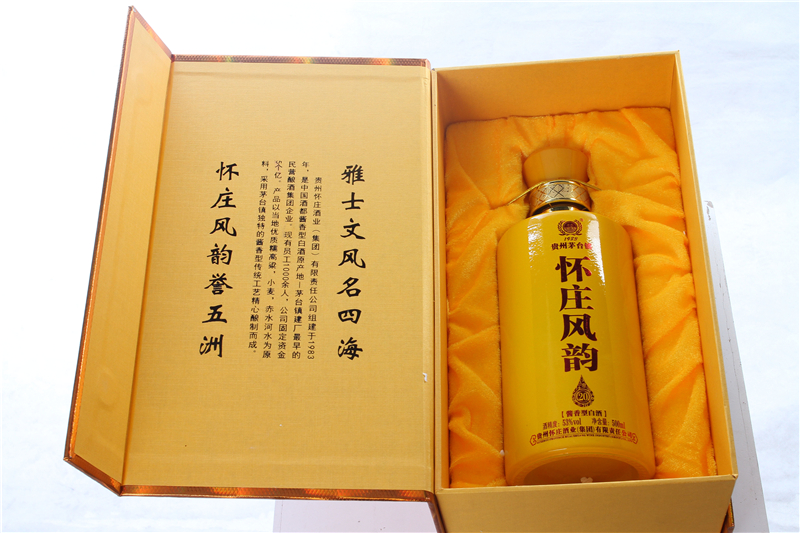 雅士文风名四海
贵州怀庄酒业（集团）有限责任公司组建于1983
年，是中国酒都酱香型白酒原产地—茅台镇建厂最早的
民营酿酒集团企业。现有员工1000余人，公司固定资金
5个亿。产品以当地优质糯高粱，小麦，赤水河水为原
料，采用茅台镇独特的酱香型传统工艺精心酿制而成。
怀庄风韵誉五洲
1983
贵州茅台镇
怀庄风韵
20
[酱香型白酒]
酒精度：53%vol 净含量：500ml
贵州怀庄酒业(集团)有限责任